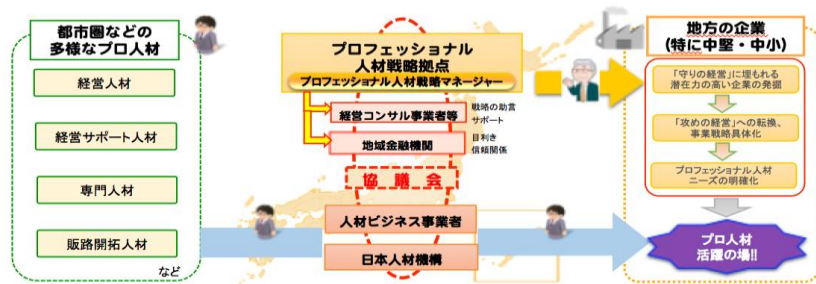 都市圏などの
多様なプロ人材
経営人材
経営サポート人材
専門人材
販路開拓人材
など
プロフェッショナル
人材戦略拠点
プロフェッショナル人材戦略マネージャー
経営コンサル事業者等
戦略の助言
サポート
地域金融機関
目利き
信頼関係
協議会
人材ビジネス事業者
日本人材機構
地方の企業
(特に中堅・中小)
「守りの経営」に埋もれる
潜在力の高い企業の発掘
「攻めの経営」への転換、
事業戦略具体化
プロフェッショナル人材
ニーズの明確化
プロ人材
活躍の場!!